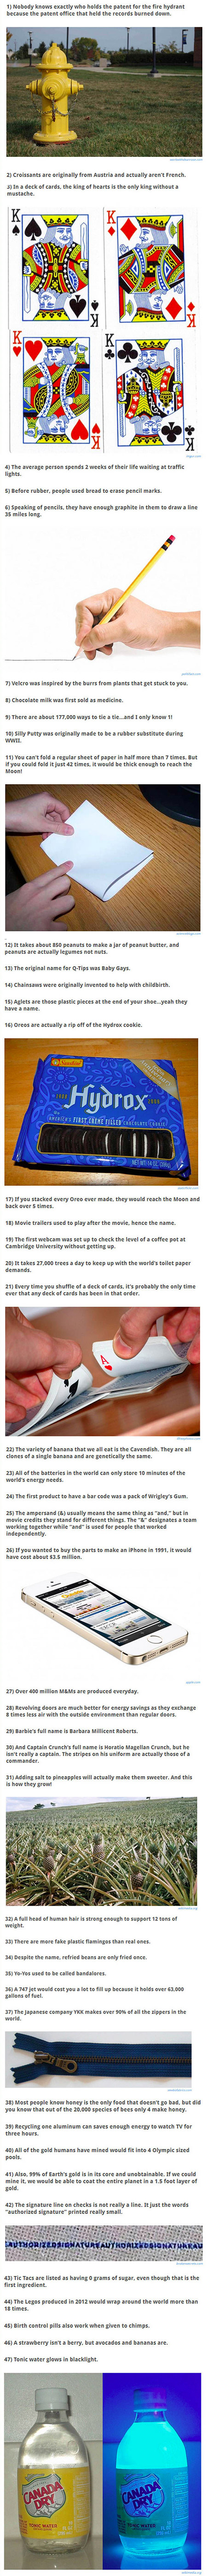 1) Nobody knows exactly who holds the patent for the fire hydrant
because the patent office that held the records burned down.
2) Croissants are originally from Austria and actually aren't French.
3) In a deck of cards, the king of hearts is the only king without a
mustache.
K
K
K
K
K
K
K
K
4) The average person spends 2 weeks of their life waiting at traffic
lights.
5) Before rubber, people used bread to erase pencil marks.
6) Speaking of pencils, they have enough graphite in them to draw a line
35 miles long.
7) Velcro was inspired by the burrs from plants that get stuck to you.
8) Chocolate milk was first sold as medicine.
9) There are about 177,000 ways to tie a tie...and I only know 1!
10) Silly Putty was originally made to be a rubber substitute during
WWII.
11) You can't fold a regular sheet of paper in half more than 7 times. But
if you could fold it just 42 times, it would be thick enough to reach the
Moon!
12) It takes about 850 peanuts to make a jar of peanut butter, and
peanuts are actually legumes not nuts.
13) The original name for Q-Tips was Baby Gays.
14) Chainsaws were originally invented to help with childbirth.
15) Aglets are those plastic pieces at the end of your shoe...yeah they
have a name.
16) Oreos are actually a rip off of the Hydrox cookie.
Sunshine
Hydrox
1908
2008
AMERICA'S FIRST CREME FILLED CHOCOLATE COOKIE
17) If you stacked every Oreo ever made, they would reach the Moon and
back over 5 times.
18) Movie trailers used to play after the movie, hence the name.
19) The first webcam was set up to check the level of a coffee pot at
Cambridge University without getting up.
20) It takes 27,000 trees a day to keep up with the world's toilet paper
demands.
21) Every time you shuffle of a deck of cards, it's probably the only time
ever that any deck of cards has been in that order.
A
22) The variety of banana that we all eat is the Cavendish. They are all
clones of a single banana and are genetically the same.
23) All of the batteries in the world can only store 10 minutes of the
world's energy needs.
24) The first product to have a bar code was a pack of Wrigley's Gum.
25) The ampersand (&) usually means the same thing as "and," but in
movie credits they stand for different things. The "&" designates a team
working together while "and" is used for people that worked
independently.
26) If you wanted to buy the parts to make an iPhone in 1991, it would
have cost about $3.5 million.
27) Over 400 million M&Ms are produced everyday.
28) Revolving doors are much better for energy savings as they exchange
8 times less air with the outside environment than regular doors.
29) Barbie's full name is Barbara Millicent Roberts.
30) And Captain Crunch's full name is Horatio Magellan Crunch, but he
isn't really a captain. The stripes on his uniform are actually those of a
commander.
31) Adding salt to pineapples will actually make them sweeter. And this
is how they grow!
32) A full head of human hair is strong enough to support 12 tons of
weight.
33) There are more fake plastic flamingos than real ones.
34) Despite the name, refried beans are only fried once.
35) Yo-Yos used to be called bandalores.
36) A 747 jet would cost you a lot to fill up because it holds over 63,000
gallons of fuel.
37) The Japanese company YKK makes over 90% of all the zippers in the
world.
38) Most people know honey is the only food that doesn't go bad, but did
you know that out of the 20,000 species of bees only 4 make honey.
39) Recycling one aluminum can saves enough energy to watch TV for
three hours.
40) All of the gold humans have mined would fit into 4 Olympic sized
pools.
41) Also, 99% of Earth's gold is in its core and unobtainable. If we could
mine it, we would be able to coat the entire planet in a 1.5 foot layer of
gold.
42) The signature line on checks is not really a line. It just the words
"authorized signature" printed really small.
AUTHORIZEDSIGNATUREAUTHORIZEDSIGNATUREAU
43) Tic Tacs are listed as having 0 grams of sugar, even though that is the
first ingredient.
44) The Legos produced in 2012 would wrap around the world more than
18 times.
45) Birth control pills also work when given to chimps.
46) A strawberry isn't a berry, but avocados and bananas are.
47) Tonic water glows in blacklight.
CANADA
DRY
TONIC WATER
CANADA
DRY
TONIC WATER